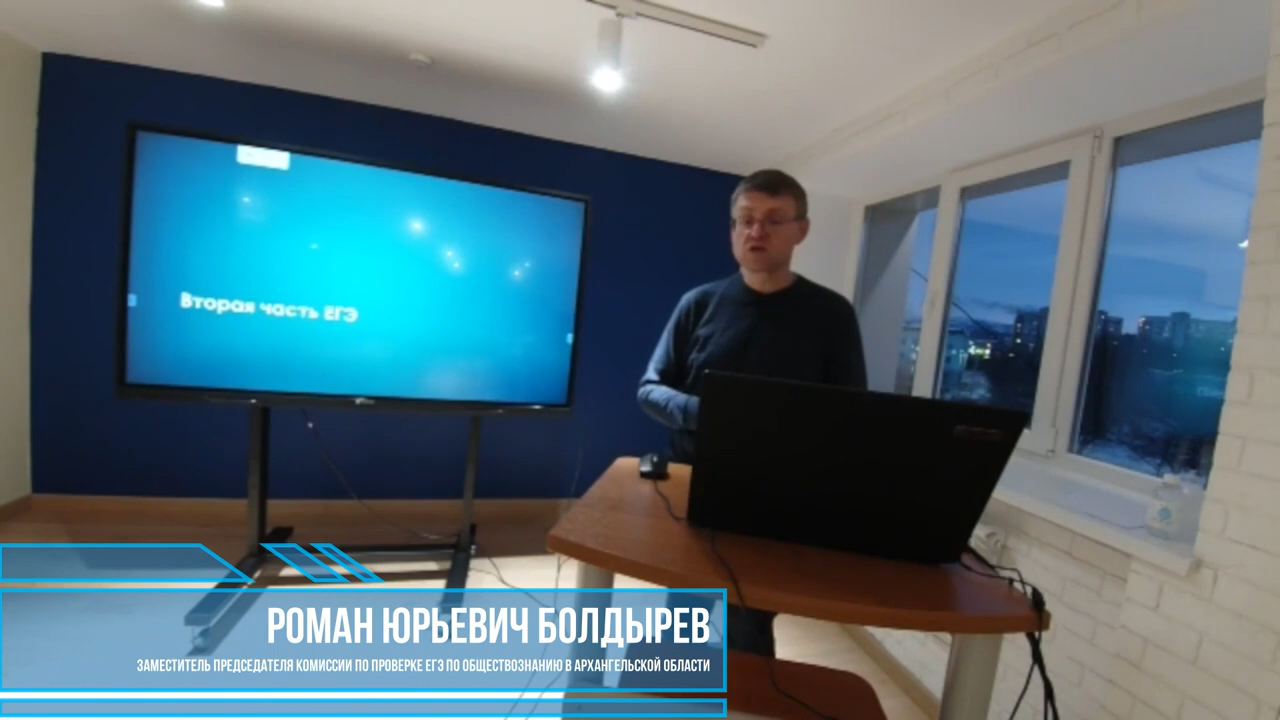 Вторая часть ЕГЭ
РОМАН ЮРЬЕВИЧ БОЛДЫРЕВ
ЗАМЕСТИТЕЛЬ ПРЕДСЕДАТЕЛЯ КОМИССИИ ПО ПРОВЕРКЕ ЕГЭ ПО ОБЩЕСТВОЗНАНИЮ В АРХАНГЕЛЬСКОЙ ОБЛАСТИ